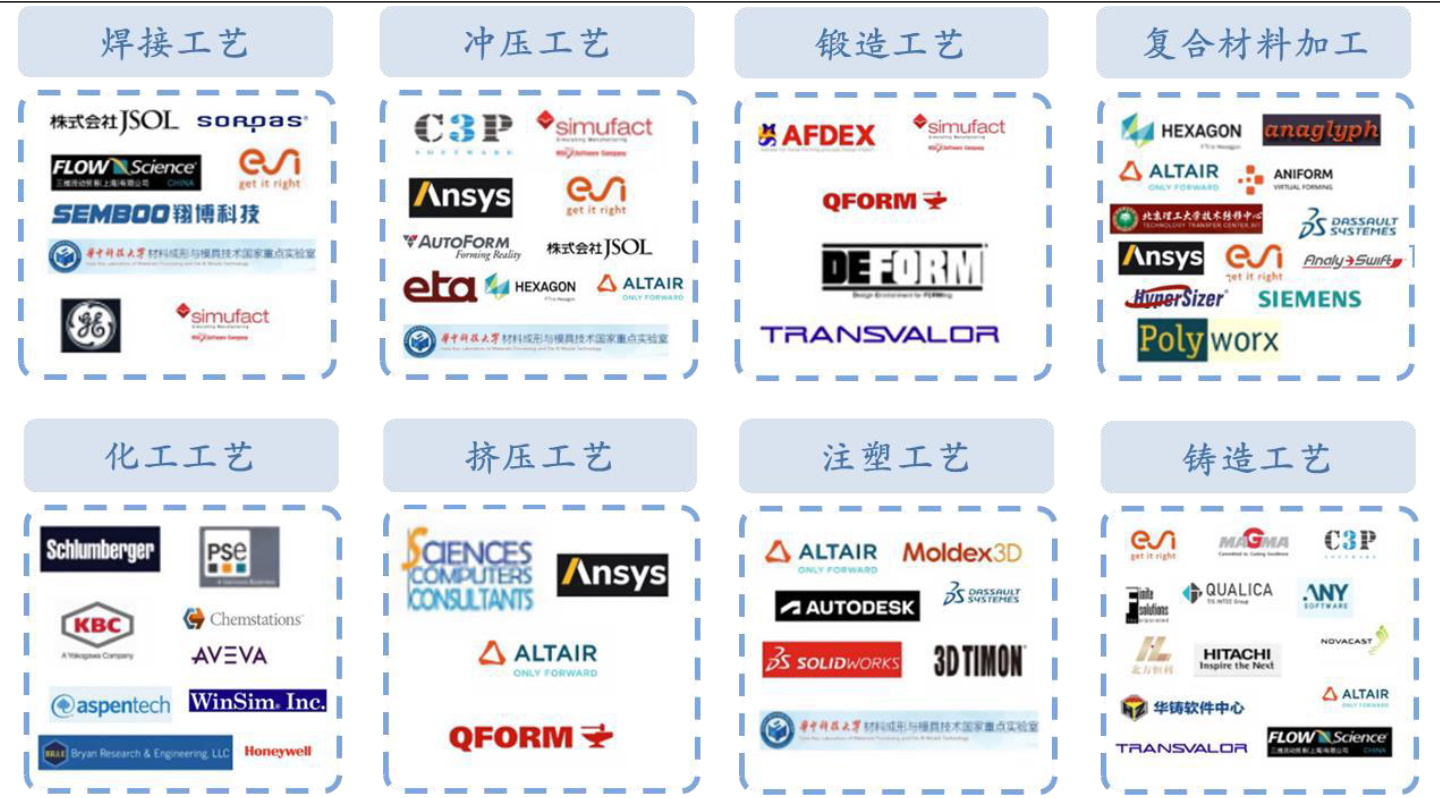 焊接工艺
株式会社JSOL
SORPAS®
FLOW Science
三维流动贸易(上海)有限公司 CHINA
esi
get it right
SEMBOO翔博科技
华中科技大学材料成形与模具技术国家重点实验室
GE
simufact
冲压工艺
C3P
SOFTWARE
simufact
Ansys
esi
get it right
AUTOFORM
Forming Reality
株式会社JSOL
eta
HEXAGON
ALTAIR
ONLY FORWARD
华中科技大学材料成形与模具技术国家重点实验室
锻造工艺
AFDEX
simufact
QFORM
DEFORM
TRANSVALOR
复合材料加工
HEXAGON
anaglyph
ALTAIR
ONLY FORWARD
ANIFORM
VIRTUAL FORMING
北京理工大学技术转移中心
TECHNOLOGY TRANSFER CENTER, BIT
DASSAULT
SYSTEMES
Ansys
esi
get it right
AnalySwift
HyperSizer®
SIEMENS
Polyworx
化工工艺
Schlumberger
PSE
KBC
A Yokogawa Company
Chemstations
AVEVA
aspentech
WinSim® Inc.
BR&E Bryan Research & Engineering, LLC
Honeywell
挤压工艺
SCIENCES
COMPUTERS
CONSULTANTS
Ansys
ALTAIR
ONLY FORWARD
QFORM
注塑工艺
ALTAIR
ONLY FORWARD
Moldex3D
AUTODESK
DASSAULT
SYSTEMES
SOLIDWORKS
3D TIMON
华中科技大学材料成形与模具技术国家重点实验室
铸造工艺
esi
get it right
MAGMA
Committed to Casting Excellence
C3P
Finite
Solutions
Incorporated
QUALICA
ANY
SOFTWARE
北方恒利
HITACHI
Inspire the Next
NOVACAST
华铸软件中心
ALTAIR
ONLY FORWARD
TRANSVALOR
FLOW Science
三维流动贸易(上海)有限公司 CHINA